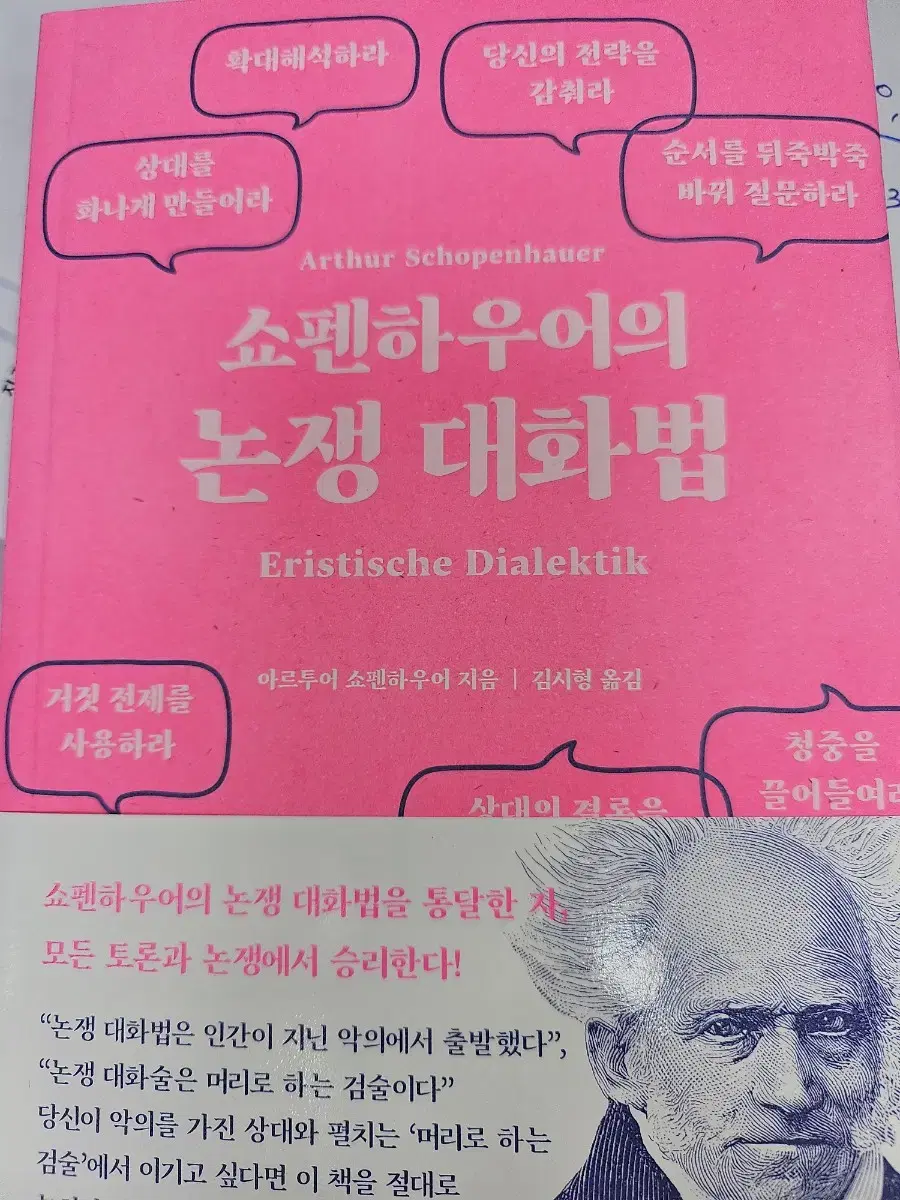 확대해석하라
당신의 전략을
감춰라
상대를
화나게 만들어라
순서를 뒤죽박죽
바꿔 질문하라
Arthur Schopenhauer
쇼펜하우어의
논쟁 대화법
Eristische Dialektik
아르투어 쇼펜하우어 지음 | 김시형 옮김
거짓 전제를
사용하라
상대의 결론을
청중을
끌어들여라
쇼펜하우어의 논쟁 대화법을 통달한 자,
모든 토론과 논쟁에서 승리한다!
“논쟁 대화법은 인간이 지닌 악의에서 출발했다”,
“논쟁 대화술은 머리로 하는 검술이다”
당신이 악의를 가진 상대와 펼치는 ‘머리로 하는
검술’에서 이기고 싶다면 이 책을 절대로